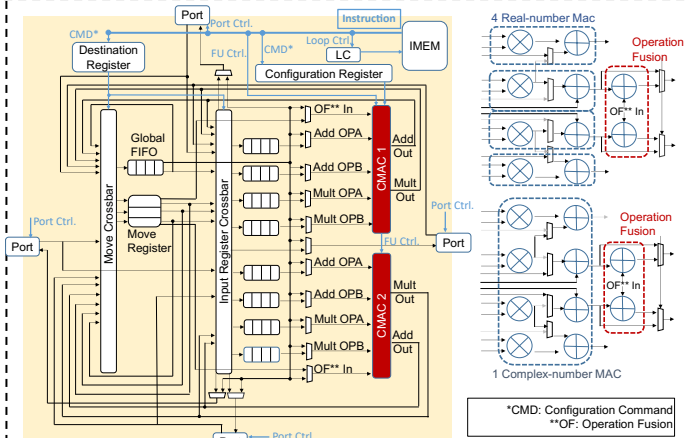 Port
Port Ctrl.
Instruction
CMD*
FU Ctrl.
CMD*
Loop Ctrl.
LC
IMEM
Destination
Register
Configuration Register
Global
FIFO
OF** In
Add OPA
Add OPB
Mult OPA
Mult OPB
CMAC 1
Add
Out
Mult
Out
Move Crossbar
Move
Register
Input Register Crossbar
Port Ctrl.
Port
Port Ctrl.
Port
FU Ctrl.
Add OPA
Add OPB
Mult OPA
Mult OPB
OF** In
CMAC 2
Mult
Out
Add
Out
Port Ctrl.
4 Real-number Mac
Operation
Fusion
OF** In
Operation
Fusion
OF** In
1 Complex-number MAC
*CMD: Configuration Command
**OF: Operation Fusion